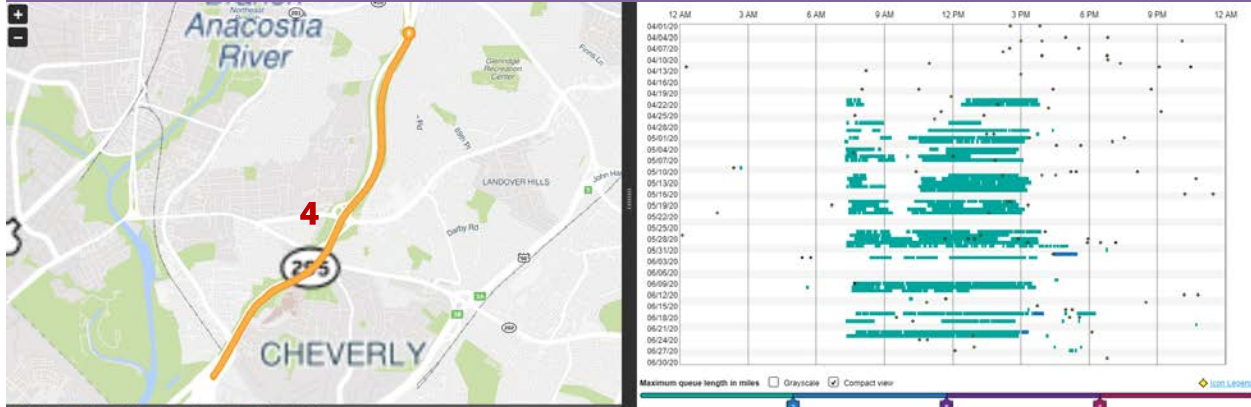 +
−
Anacostia
River
Glenridge
Recreation
Center
Finns Ln
Rd
69th Pl
LANDOVER HILLS
4
Darby Rd
50
202
295
CHEVERLY
12 AM 3 AM 6 AM 9 AM 12 PM 3 PM 6 PM 9 PM 12 AM
04/01/20
04/04/20
04/07/20
04/10/20
04/13/20
04/16/20
04/19/20
04/22/20
04/25/20
04/28/20
05/01/20
05/04/20
05/07/20
05/10/20
05/13/20
05/16/20
05/19/20
05/22/20
05/25/20
05/28/20
05/31/20
06/03/20
06/06/20
06/09/20
06/12/20
06/15/20
06/18/20
06/21/20
06/24/20
06/27/20
06/30/20
Maximum queue length in miles Grayscale Compact view Icon Legend